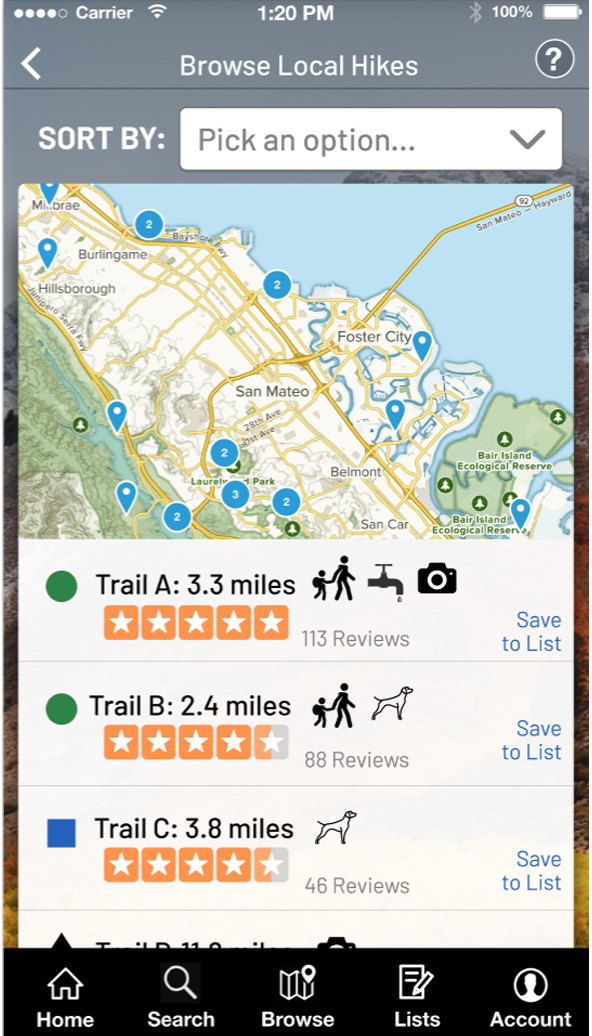 Carrier 1:20 PM 100%
Browse Local Hikes
?
SORT BY:
Pick an option...
Millbrae
2
Bayshore Fwy
92
San Mateo — Hayward
Burlingame
2
Hillsborough
Junipero Serra Fwy
Foster City
San Mateo
28th Ave
31st Ave
2
Belmont
Bair Island
Ecological Reserve
Park
3
2
2
San Car
Bair Island
Ecological Reserve
Trail A: 3.3 miles
113 Reviews
Save
to List
Trail B: 2.4 miles
88 Reviews
Save
to List
Trail C: 3.8 miles
46 Reviews
Save
to List
Home
Search
Browse
Lists
Account